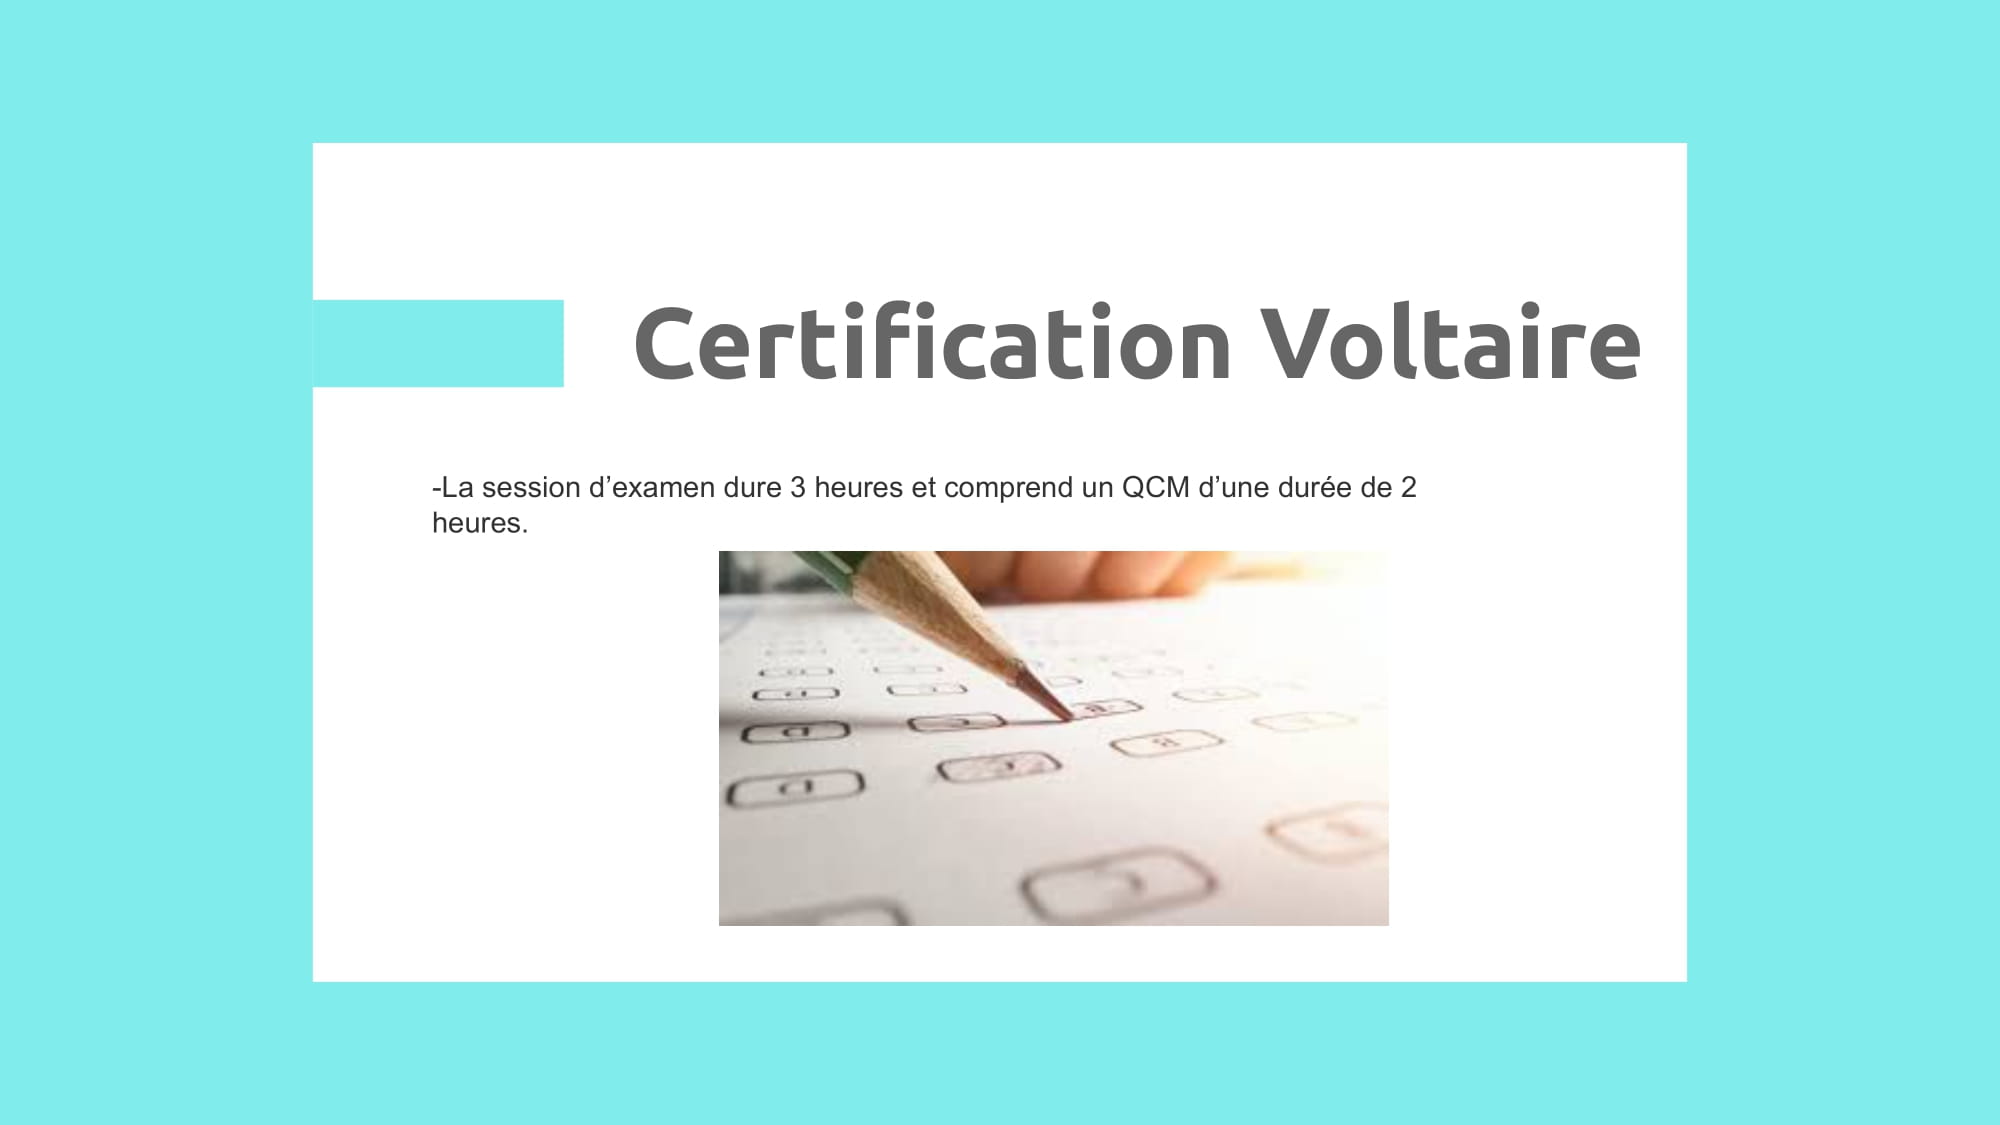 Certification Voltaire
-La session d’examen dure 3 heures et comprend un QCM d’une durée de 2
heures.